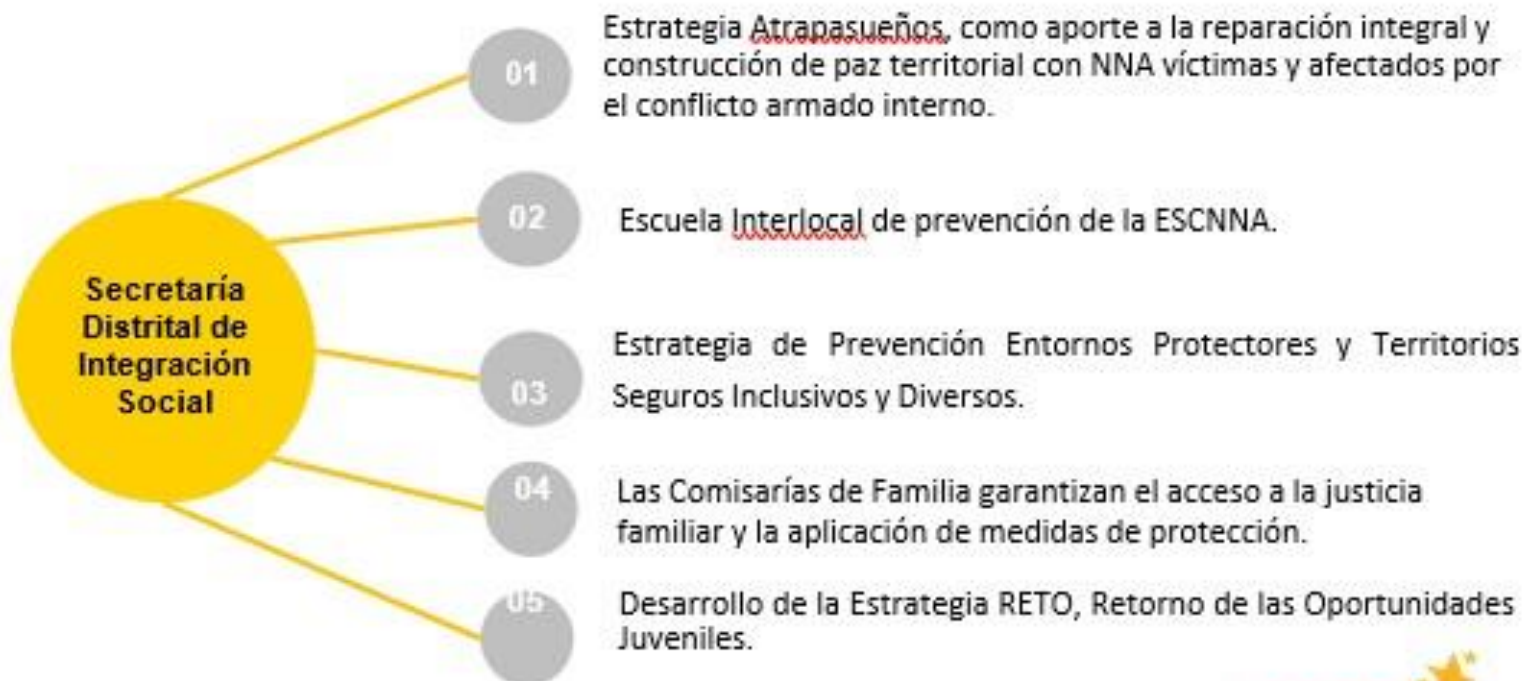 01
Estrategia Atrapasueños, como aporte a la reparación integral y
construcción de paz territorial con NNA víctimas y afectados por
el conflicto armado interno.
02
Escuela Interlocal de prevención de la ESCNNA.
Secretaría
Distrital de
Integración
Social
03
Estrategia de Prevención Entornos Protectores y Territorios
Seguros Inclusivos y Diversos.
04
Las Comisarías de Familia garantizan el acceso a la justicia
familiar y la aplicación de medidas de protección.
05
Desarrollo de la Estrategia RETO, Retorno de las Oportunidades
Juveniles.